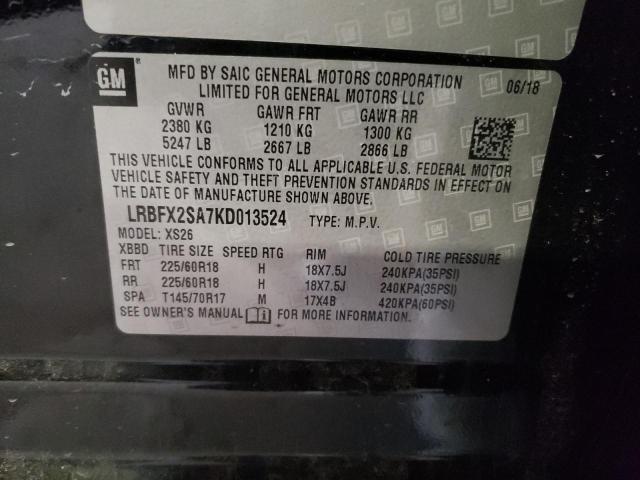 GM
MFD BY SAIC GENERAL MOTORS CORPORATION 06/18
LIMITED FOR GENERAL MOTORS LLC
GVWR GAWR FRT GAWR RR
2380 KG 1210 KG 1300 KG
5247 LB 2667 LB 2866 LB
THIS VEHICLE CONFORMS TO ALL APPLICABLE U.S. FEDERAL MOTOR
VEHICLE SAFETY AND THEFT PREVENTION STANDARDS IN EFFECT ON
THE DATE OF MANUFACTURE SHOWN ABOVE.
LRBFX2SA7KD013524 TYPE: M.P.V.
MODEL: XS26
XBBD TIRE SIZE SPEED RTG RIM COLD TIRE PRESSURE
FRT 225/60R18 H 18X7.5J 240KPA(35PSI)
RR 225/60R18 H 18X7.5J 240KPA(35PSI)
SPA T145/70R17 M 17X4B 420KPA(60PSI)
SEE OWNER'S MANUAL FOR MORE INFORMATION.